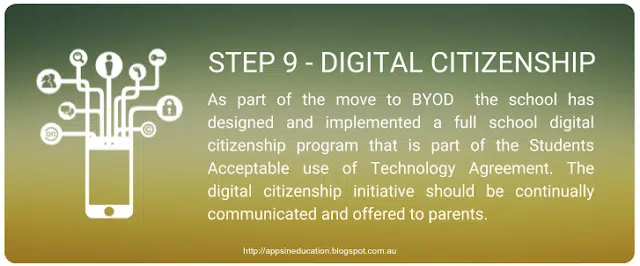 STEP 9 - DIGITAL CITIZENSHIP
As part of the move to BYOD the school has
designed and implemented a full school digital
citizenship program that is part of the Students
Acceptable use of Technology Agreement. The
digital citizenship initiative should be continually
communicated and offered to parents.
http://appsineducation.blogspot.com.au